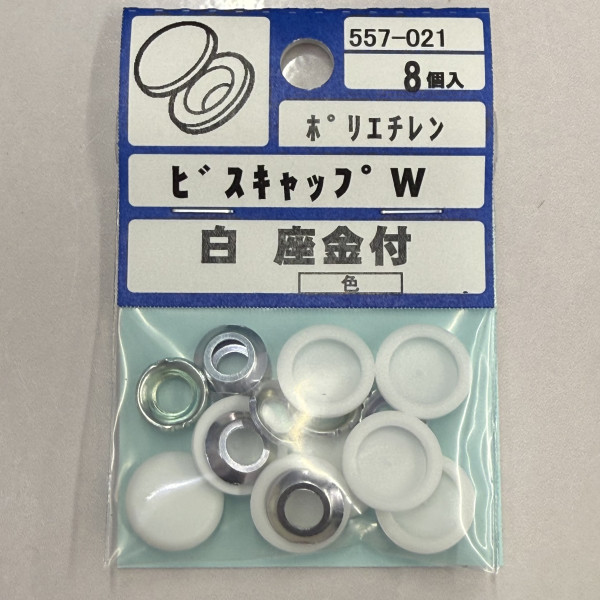 557-021
8個入
ポリエチレン
ビスキャップW
白 座金付
色